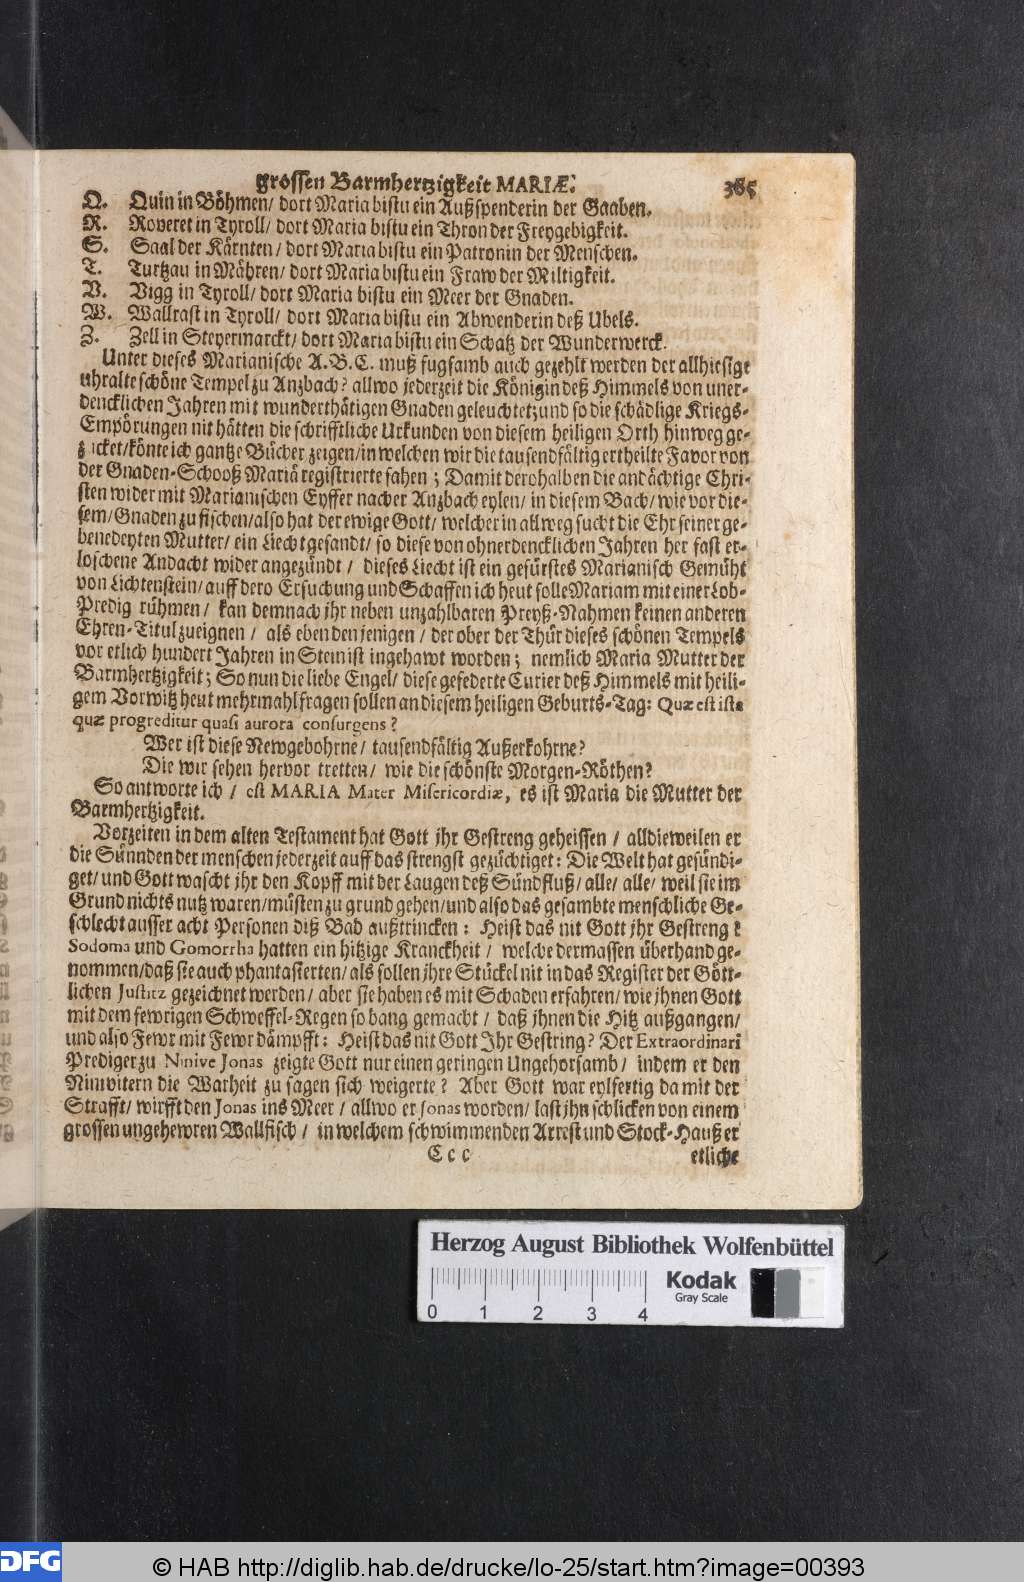 grossen Barmhertzigkeit MARIÆ. 385
Q. Quin in Böhmen/ dort Maria bistu ein Außspenderin der Gaaben.
R. Roveret in Tyroll/ dort Maria bistu ein Thron der Freygebigkeit.
S. Saal der Kärnten/ dort Maria bistu ein Patronin der Menschen.
T. Turtzau in Mähren/ dort Maria bistu ein Fraw der Miltigkeit.
V. Vigg in Tyroll/ dort Maria bistu ein Meer der Gnaden.
W. Wallrast in Tyroll/ dort Maria bistu ein Abwenderin deß Ubels.
Z. Zell in Steyermarckt/ dort Maria bistu ein Schatz der Wunderwerck.
Unter dieses Marianische A. B. C. muß fugsamb auch gezehlt werden der allhiesige
uhralte schöne Tempel zu Anzbach? allwo jederzeit die Königin deß Himmels von uner-
dencklichen Jahren mit wunderthätigen Gnaden geleuchtet; und so die schädlige Kriegs-
Empörungen nit hätten die schrifftliche Urkunden von diesem heiligen Orth hinweg ge-
zucket/ könte ich gantze Bücher zeigen/ in welchen wir die tausendfältig ertheilte Favor von
der Gnaden-Schooß Mariä registrierte sahen; Damit derohalben die andächtige Chri-
sten wider mit Marianischen Eyffer nacher Anzbach eylen/ in diesem Bach/ wie vor die-
sem/ Gnaden zu fischen/ also hat der ewige Gott/ welcher in allweg sucht die Ehr seiner ge-
benedeyten Mutter/ ein Liecht gesandt/ so diese von ohnerdencklichen Jahren her fast er-
loschene Andacht wider angezündt/ dieses Liecht ist ein gefürstes Marianisch Gemüht
von Lichtenstein/ auff dero Ersuchung und Schaffen ich heut solle Mariam mit einer Lob-
Predig rühmen/ kan demnach ihr neben unzahlbaren Preyß-Nahmen keinen anderen
Ehren-Titul zueignen/ als eben den jenigen/ der ober der Thür dieses schönen Tempels
vor etlich hundert Jahren in Stein ist ingehawt worden; nemlich Maria Mutter der
Barmhertzigkeit; So nun die liebe Engel/ diese gefederte Curier deß Himmels mit heili-
gem Vorwitz heut mehrmahl fragen sollen an diesem heiligen Geburts-Tag: Quæ est ista
quæ progreditur quasi aurora consurgens?
Wer ist diese Newgebohrne/ tausendfältig Außerkohrne?
Die wir sehen hervor tretten/ wie die schönste Morgen-Röthen?
So antworte ich/ est MARIA Mater Misericordiæ, es ist Maria die Mutter der
Barmhertzigkeit.
Vorzeiten in dem alten Testament hat Gott jhr Gestreng geheissen/ alldieweilen er
die Sünnden der menschen jederzeit auff das strengst gezüchtiget: Die Welt hat gesündi-
get/ und Gott wascht jhr den Kopff mit der Laugen deß Sündfluß/ alle/ alle/ weil sie im
Grund nichts nutz waren/ müsten zu grund gehen/ und also das gesambte menschliche Ge-
schlecht ausser acht Personen diß Bad außtrincken: Heist das nit Gott jhr Gestreng?
Sodoma und Gomorrha hatten ein hitzige Kranckheit/ welche dermassen überhand ge-
nommen/ daß sie auch phantasierten/ als sollen jhre Stückel nit in das Register der Gött-
lichen Justitz gezeichnet werden/ aber sie haben es mit Schaden erfahren/ wie jhnen Gott
mit dem fewrigen Schweffel-Regen so bang gemacht/ daß jhnen die Hitz außgangen/
und also Fewr mit Fewr dämpfft: Heist das nit Gott Jhr Gestring? Der Extraordinari
Prediger zu Ninive Jonas zeigte Gott nur einen geringen Ungehorsamb/ indem er den
Ninivitern die Warheit zu sagen sich weigerte? Aber Gott war eylfertig da mit der
Strafft/ wirfft den Jonas ins Meer/ allwo er Jonas worden/ last jhn schlicken von einem
grossen ungehewren Wallfisch/ in welchem schwimmenden Arrest und Stock-Hauß er
Ccc etliche
Herzog August Bibliothek Wolfenbüttel
0 1 2 3 4
Kodak
Gray Scale
DFG © HAB http://diglib.hab.de/drucke/lo-25/start.htm?image=00393